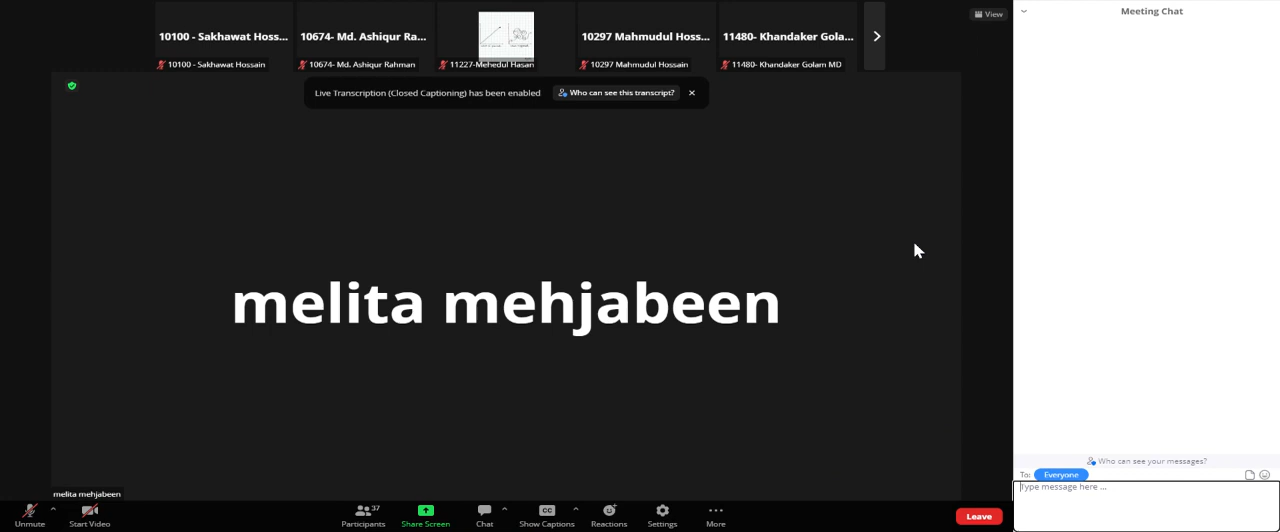 10100 - Sakhawat Hoss...
10674- Md. Ashiqur Ra...
10297 Mahmudul Hoss...
11480- Khandaker Gola...
View
Meeting Chat
10100 - Sakhawat Hossain
10674- Md. Ashiqur Rahman
11227-Mehedul Hasan
10297 Mahmudul Hossain
11480- Khandaker Golam MD
Live Transcription (Closed Captioning) has been enabled
Who can see this transcript?
melita mehjabeen
Who can see your messages?
To: Everyone
Type message here ...
melita mehjabeen
Unmute
Start Video
37
Participants
Share Screen
Chat
CC
Show Captions
Reactions
Settings
More
Leave